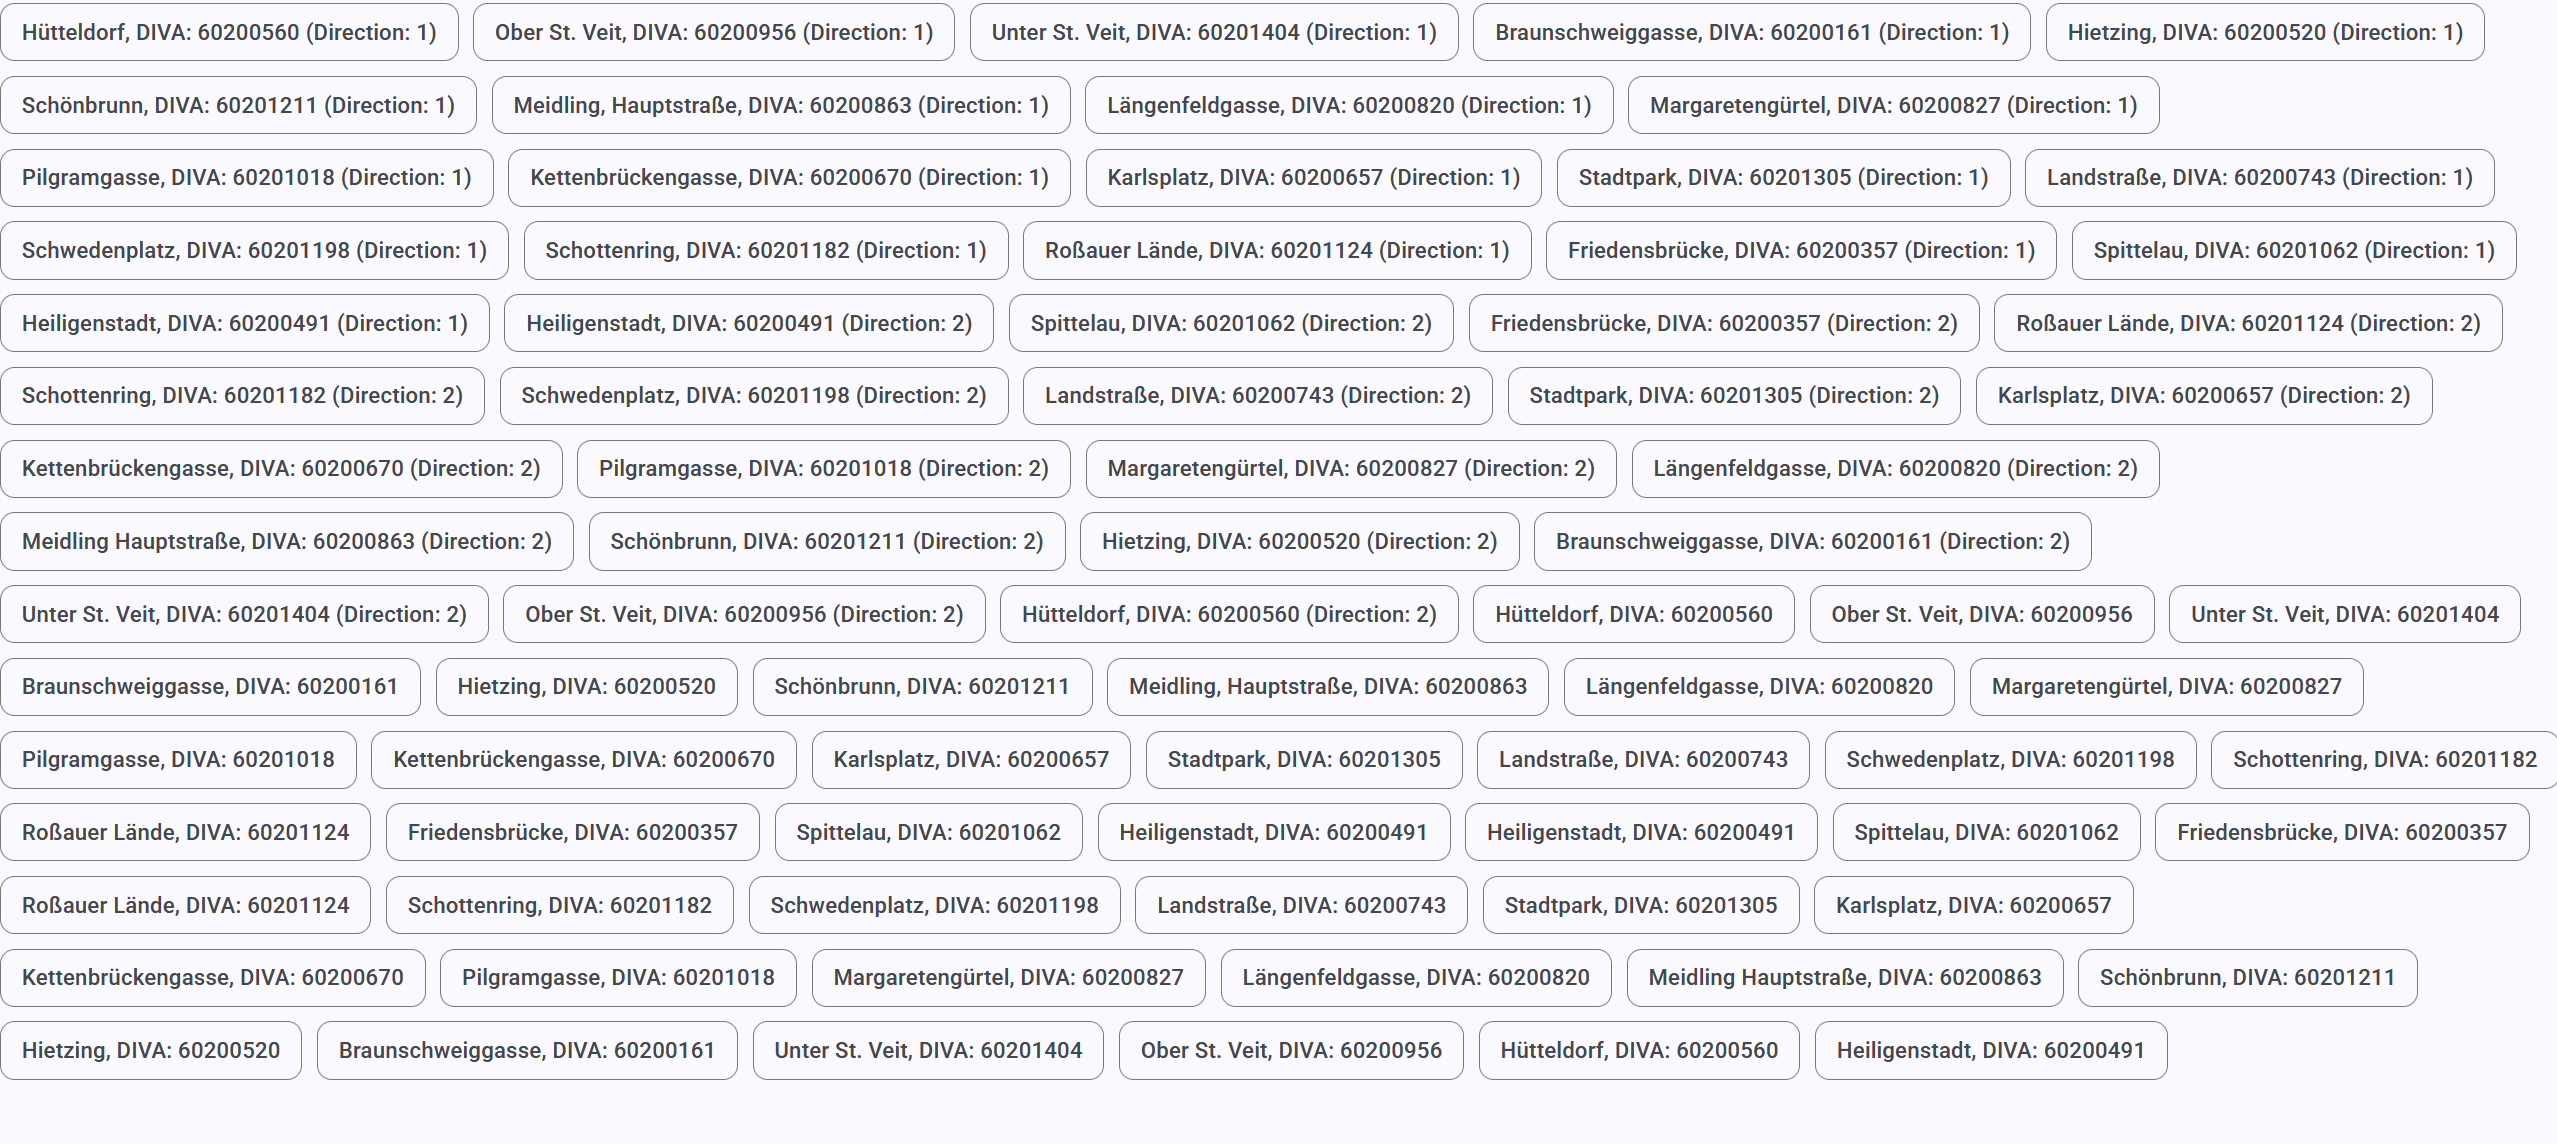 Hütteldorf, DIVA: 60200560 (Direction: 1) Ober St. Veit, DIVA: 60200956 (Direction: 1) Unter St. Veit, DIVA: 60201404 (Direction: 1) Braunschweiggasse, DIVA: 60200161 (Direction: 1) Hietzing, DIVA: 60200520 (Direction: 1)
Schönbrunn, DIVA: 60201211 (Direction: 1) Meidling, Hauptstraße, DIVA: 60200863 (Direction: 1) Längenfeldgasse, DIVA: 60200820 (Direction: 1) Margaretengürtel, DIVA: 60200827 (Direction: 1)
Pilgramgasse, DIVA: 60201018 (Direction: 1) Kettenbrückengasse, DIVA: 60200670 (Direction: 1) Karlsplatz, DIVA: 60200657 (Direction: 1) Stadtpark, DIVA: 60201305 (Direction: 1) Landstraße, DIVA: 60200743 (Direction: 1)
Schwedenplatz, DIVA: 60201198 (Direction: 1) Schottenring, DIVA: 60201182 (Direction: 1) Roßauer Lände, DIVA: 60201124 (Direction: 1) Friedensbrücke, DIVA: 60200357 (Direction: 1) Spittelau, DIVA: 60201062 (Direction: 1)
Heiligenstadt, DIVA: 60200491 (Direction: 1) Heiligenstadt, DIVA: 60200491 (Direction: 2) Spittelau, DIVA: 60201062 (Direction: 2) Friedensbrücke, DIVA: 60200357 (Direction: 2) Roßauer Lände, DIVA: 60201124 (Direction: 2)
Schottenring, DIVA: 60201182 (Direction: 2) Schwedenplatz, DIVA: 60201198 (Direction: 2) Landstraße, DIVA: 60200743 (Direction: 2) Stadtpark, DIVA: 60201305 (Direction: 2) Karlsplatz, DIVA: 60200657 (Direction: 2)
Kettenbrückengasse, DIVA: 60200670 (Direction: 2) Pilgramgasse, DIVA: 60201018 (Direction: 2) Margaretengürtel, DIVA: 60200827 (Direction: 2) Längenfeldgasse, DIVA: 60200820 (Direction: 2)
Meidling Hauptstraße, DIVA: 60200863 (Direction: 2) Schönbrunn, DIVA: 60201211 (Direction: 2) Hietzing, DIVA: 60200520 (Direction: 2) Braunschweiggasse, DIVA: 60200161 (Direction: 2)
Unter St. Veit, DIVA: 60201404 (Direction: 2) Ober St. Veit, DIVA: 60200956 (Direction: 2) Hütteldorf, DIVA: 60200560 (Direction: 2) Hütteldorf, DIVA: 60200560 Ober St. Veit, DIVA: 60200956 Unter St. Veit, DIVA: 60201404
Braunschweiggasse, DIVA: 60200161 Hietzing, DIVA: 60200520 Schönbrunn, DIVA: 60201211 Meidling, Hauptstraße, DIVA: 60200863 Längenfeldgasse, DIVA: 60200820 Margaretengürtel, DIVA: 60200827
Pilgramgasse, DIVA: 60201018 Kettenbrückengasse, DIVA: 60200670 Karlsplatz, DIVA: 60200657 Stadtpark, DIVA: 60201305 Landstraße, DIVA: 60200743 Schwedenplatz, DIVA: 60201198 Schottenring, DIVA: 60201182
Roßauer Lände, DIVA: 60201124 Friedensbrücke, DIVA: 60200357 Spittelau, DIVA: 60201062 Heiligenstadt, DIVA: 60200491 Heiligenstadt, DIVA: 60200491 Spittelau, DIVA: 60201062 Friedensbrücke, DIVA: 60200357
Roßauer Lände, DIVA: 60201124 Schottenring, DIVA: 60201182 Schwedenplatz, DIVA: 60201198 Landstraße, DIVA: 60200743 Stadtpark, DIVA: 60201305 Karlsplatz, DIVA: 60200657
Kettenbrückengasse, DIVA: 60200670 Pilgramgasse, DIVA: 60201018 Margaretengürtel, DIVA: 60200827 Längenfeldgasse, DIVA: 60200820 Meidling Hauptstraße, DIVA: 60200863 Schönbrunn, DIVA: 60201211
Hietzing, DIVA: 60200520 Braunschweiggasse, DIVA: 60200161 Unter St. Veit, DIVA: 60201404 Ober St. Veit, DIVA: 60200956 Hütteldorf, DIVA: 60200560 Heiligenstadt, DIVA: 60200491